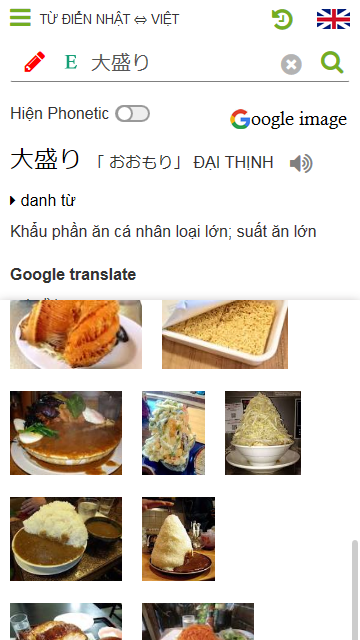 TỪ ĐIỂN NHẬT ⇔ VIỆT
E 大盛り
Hiện Phonetic
Google image
大盛り 「 おおもり」 ĐẠI THỊNH
danh từ
Khẩu phần ăn cá nhân loại lớn; suất ăn lớn
Google translate